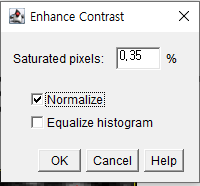 Enhance Contrast
Saturated pixels: 0,35 %
Normalize
Equalize histogram
OK Cancel Help